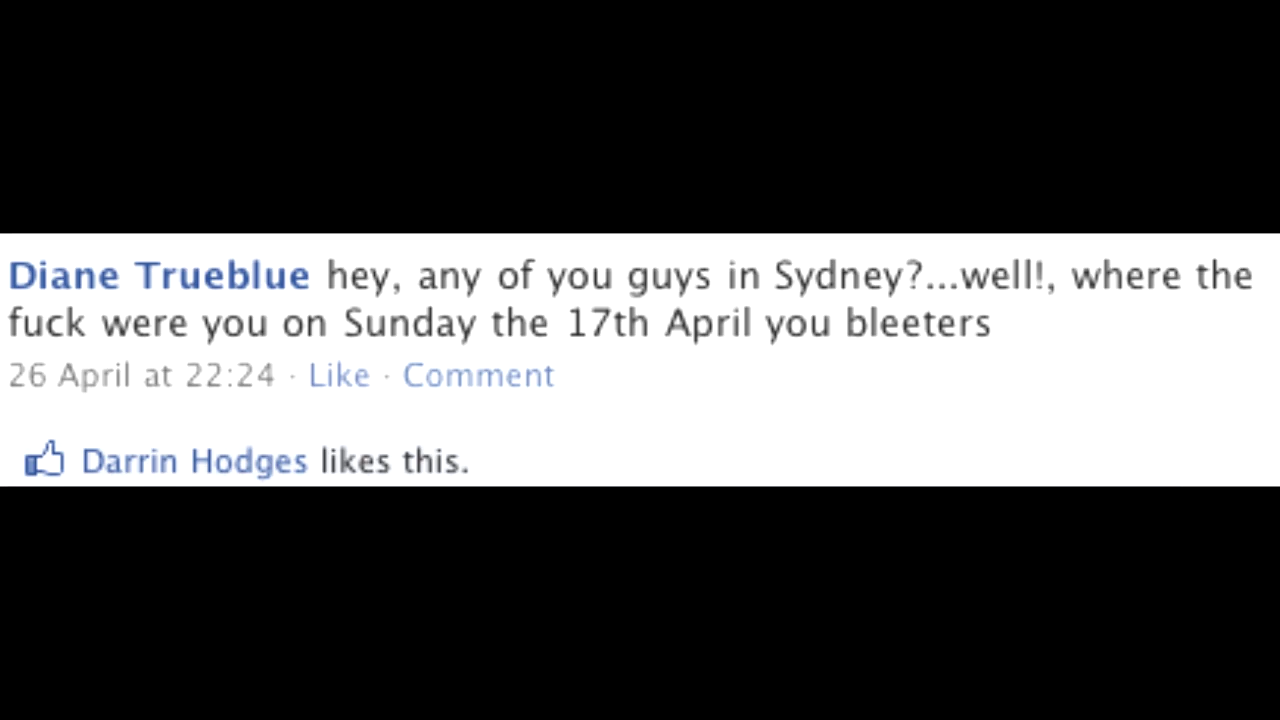 Diane Trueblue hey, any of you guys in Sydney?...well!, where the
fuck were you on Sunday the 17th April you bleeters
26 April at 22:24 · Like · Comment
Darrin Hodges likes this.